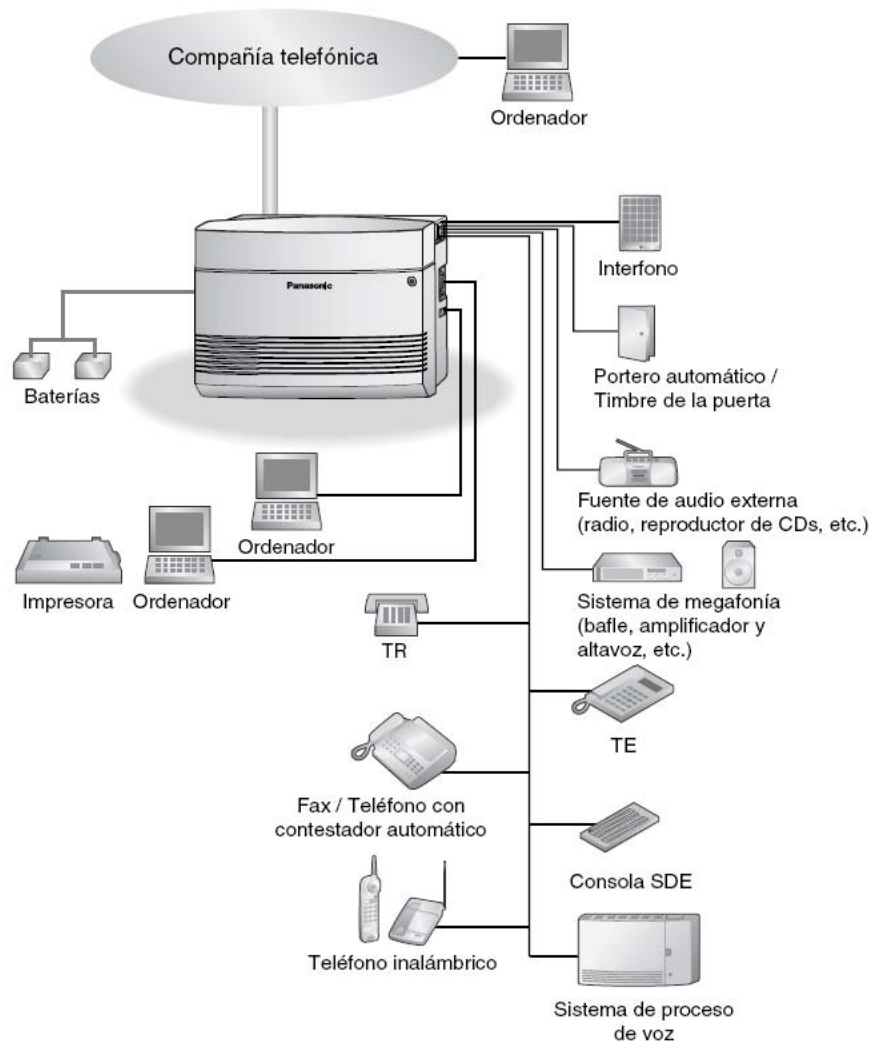 Compañía telefónica
Ordenador
Panasonic
Interfono
Portero automático /
Timbre de la puerta
Baterías
Fuente de audio externa
(radio, reproductor de CDs, etc.)
Ordenador
Impresora
Ordenador
Sistema de megafonía
(bafle, amplificador y
altavoz, etc.)
TR
TE
Fax / Teléfono con
contestador automático
Consola SDE
Teléfono inalámbrico
Sistema de proceso
de voz